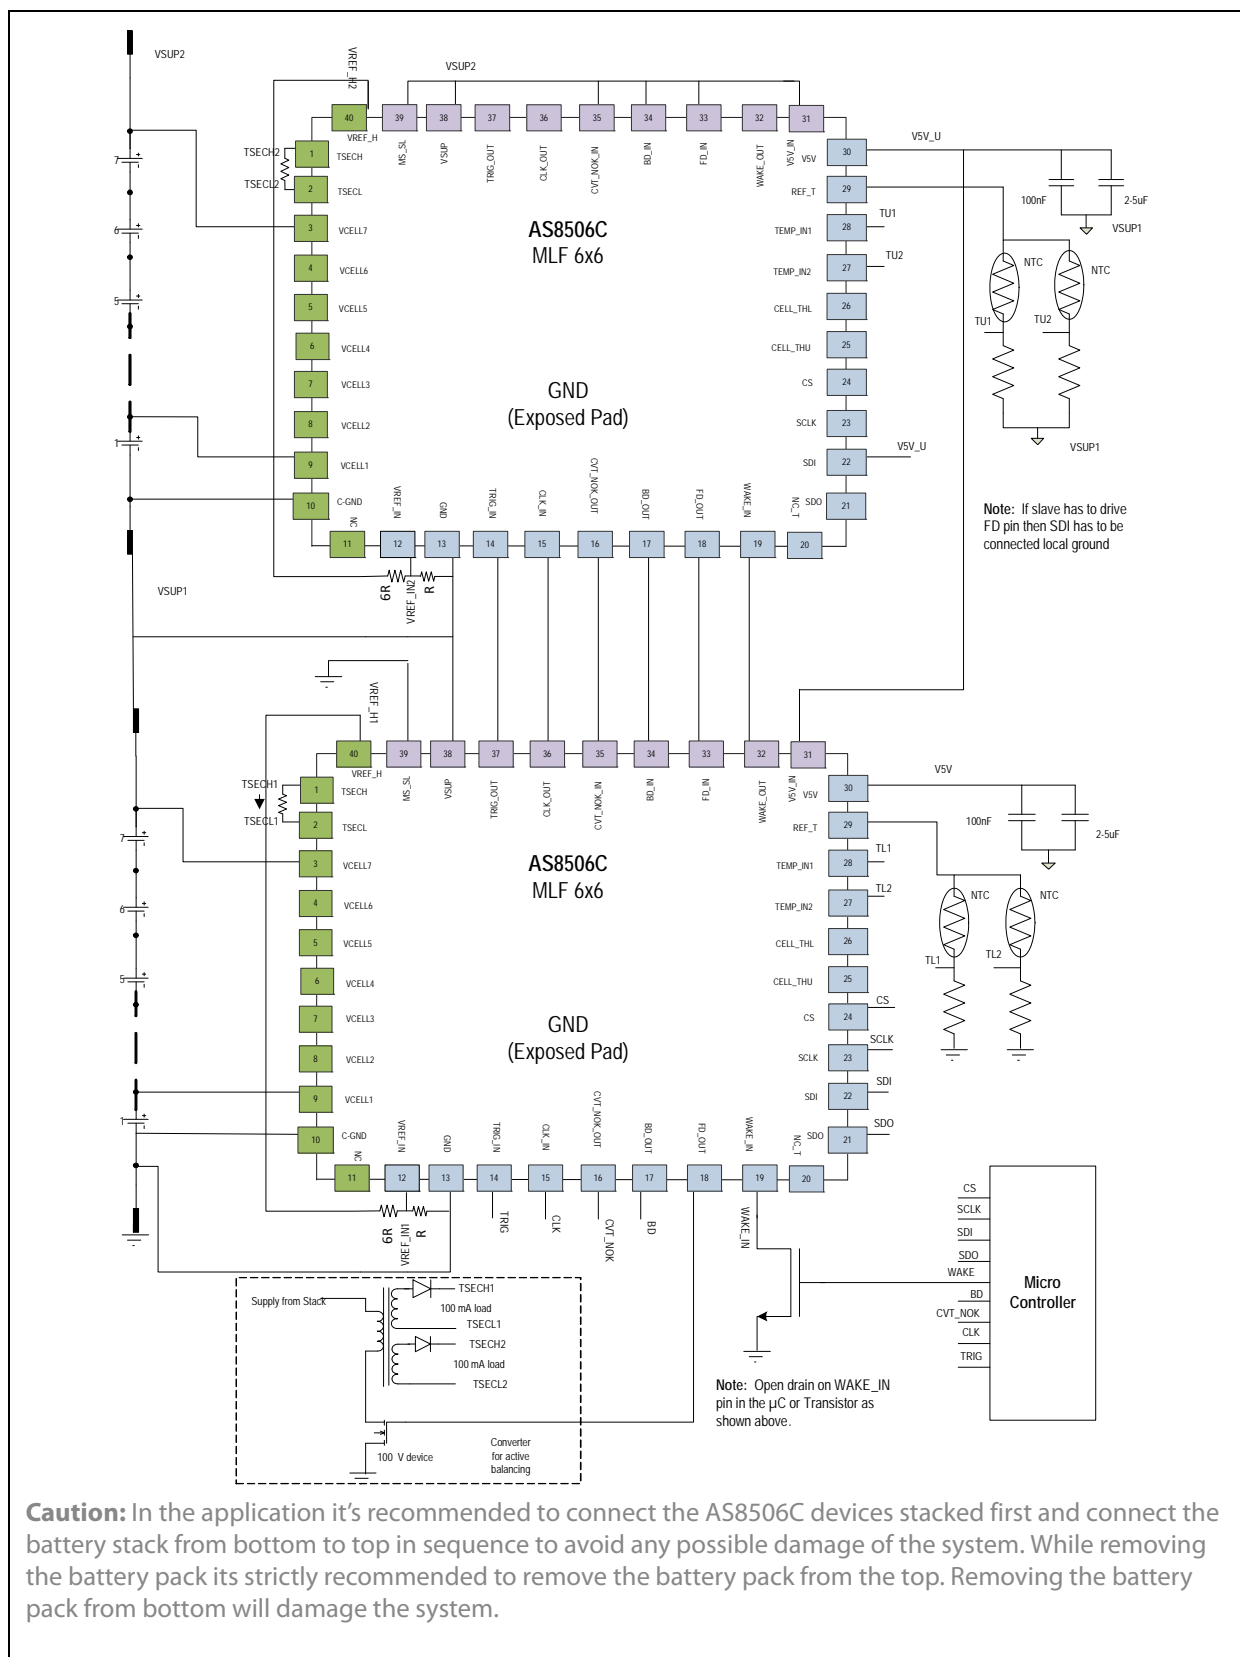 VSUP2
VREF_H2
VSUP2
40
39
38
37
36
35
34
33
32
31
VREF_H
MS_SL
VSUP
TRIG_OUT
CLK_OUT
CVT_NOK_IN
BD_IN
FD_IN
WAKE_OUT
V5V_IN
V5V
30
V5V_U
TSECH2
1
TSECH
TSECL2
2
TSECL
REF_T
29
100nF
2-5uF
VSUP1
7
3
VCELL7
AS8506C
MLF 6x6
TEMP_IN1
28
TU1
6
4
VCELL6
TEMP_IN2
27
TU2
NTC
NTC
5
5
VCELL5
CELL_THL
26
TU1
TU2
6
VCELL4
CELL_THU
25
7
VCELL3
GND
(Exposed Pad)
CS
24
8
VCELL2
SCLK
23
VSUP1
1
9
VCELL1
SDI
22
V5V_U
10
C-GND
SDO
21
NC
VREF_IN
GND
TRIG_IN
CLK_IN
CVT_NOK_OUT
BD_OUT
FD_OUT
WAKE_IN
NC_T
11
12
13
14
15
16
17
18
19
20
Note: If slave has to drive
FD pin then SDI has to be
connected local ground
6R
VREF_IN2
R
VSUP1
VREF_H1
40
39
38
37
36
35
34
33
32
31
VREF_H
MS_SL
VSUP
TRIG_OUT
CLK_OUT
CVT_NOK_IN
BD_IN
FD_IN
WAKE_OUT
V5V_IN
V5V
30
V5V
TSECH1
1
TSECH
TSECL1
2
TSECL
REF_T
29
100nF
2-5uF
7
3
VCELL7
AS8506C
MLF 6x6
TEMP_IN1
28
TL1
6
4
VCELL6
TEMP_IN2
27
TL2
NTC
NTC
5
5
VCELL5
CELL_THL
26
TL1
TL2
6
VCELL4
CELL_THU
25
7
VCELL3
GND
(Exposed Pad)
CS
24
CS
8
VCELL2
SCLK
23
SCLK
1
9
VCELL1
SDI
22
SDI
10
C-GND
SDO
21
SDO
NC
VREF_IN
GND
TRIG_IN
CLK_IN
CVT_NOK_OUT
BD_OUT
FD_OUT
WAKE_IN
NC_T
11
12
13
14
15
16
17
18
19
20
6R
VREF_IN1
R
TRIG
CLK
CVT_NOK
BD
WAKE_IN
CS
SCLK
SDI
SDO
WAKE
BD
CVT_NOK
CLK
TRIG
Micro
Controller
Supply from Stack
TSECH1
100 mA load
TSECL1
TSECH2
100 mA load
TSECL2
100 V device
Converter
for active
balancing
Note: Open drain on WAKE_IN
pin in the µC or Transistor as
shown above.
Caution: In the application it’s recommended to connect the AS8506C devices stacked first and connect the
battery stack from bottom to top in sequence to avoid any possible damage of the system. While removing
the battery pack its strictly recommended to remove the battery pack from the top. Removing the battery
pack from bottom will damage the system.